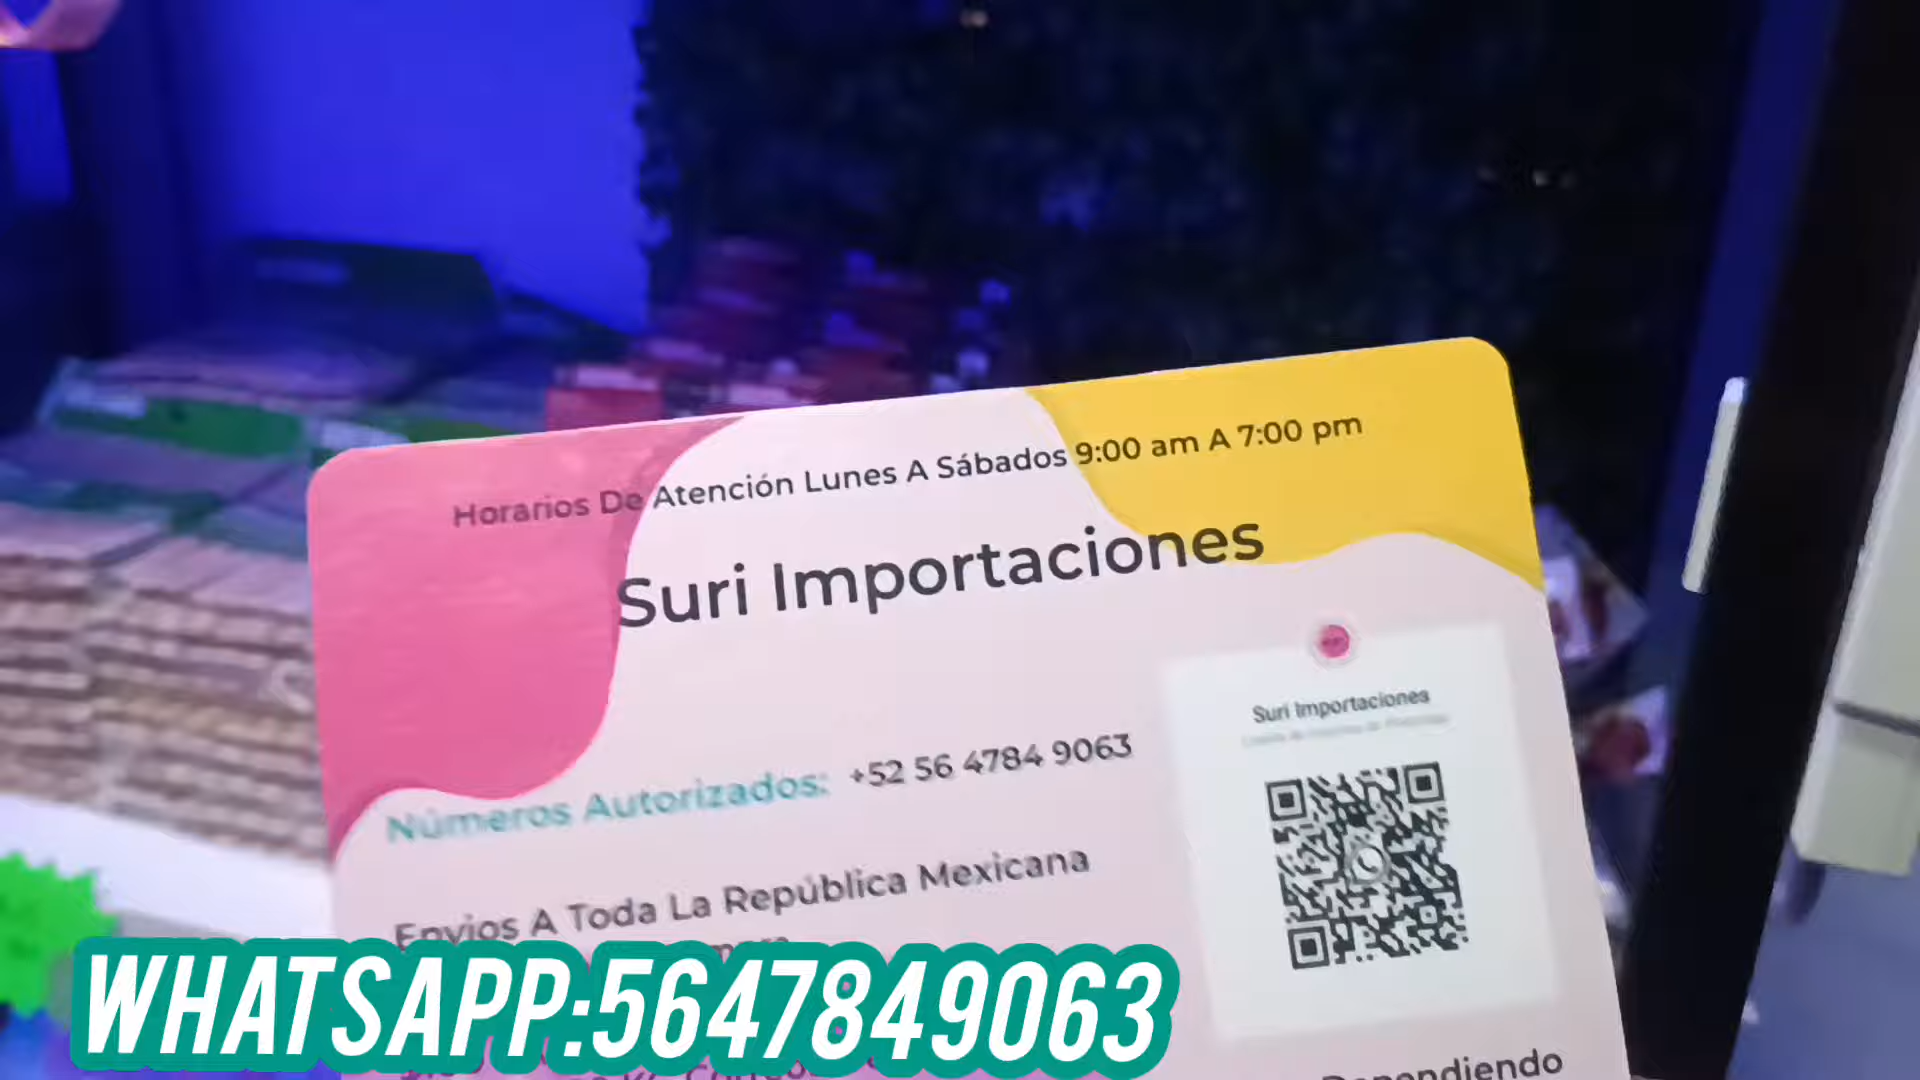 Horarios De Atención Lunes A Sábados 9:00 am A 7:00 pm
Suri Importaciones
Suri Importaciones
Números Autorizados: +52 56 4784 9063
Envios A Toda La República Mexicana
WHATSAPP:5647849063
Dependiendo